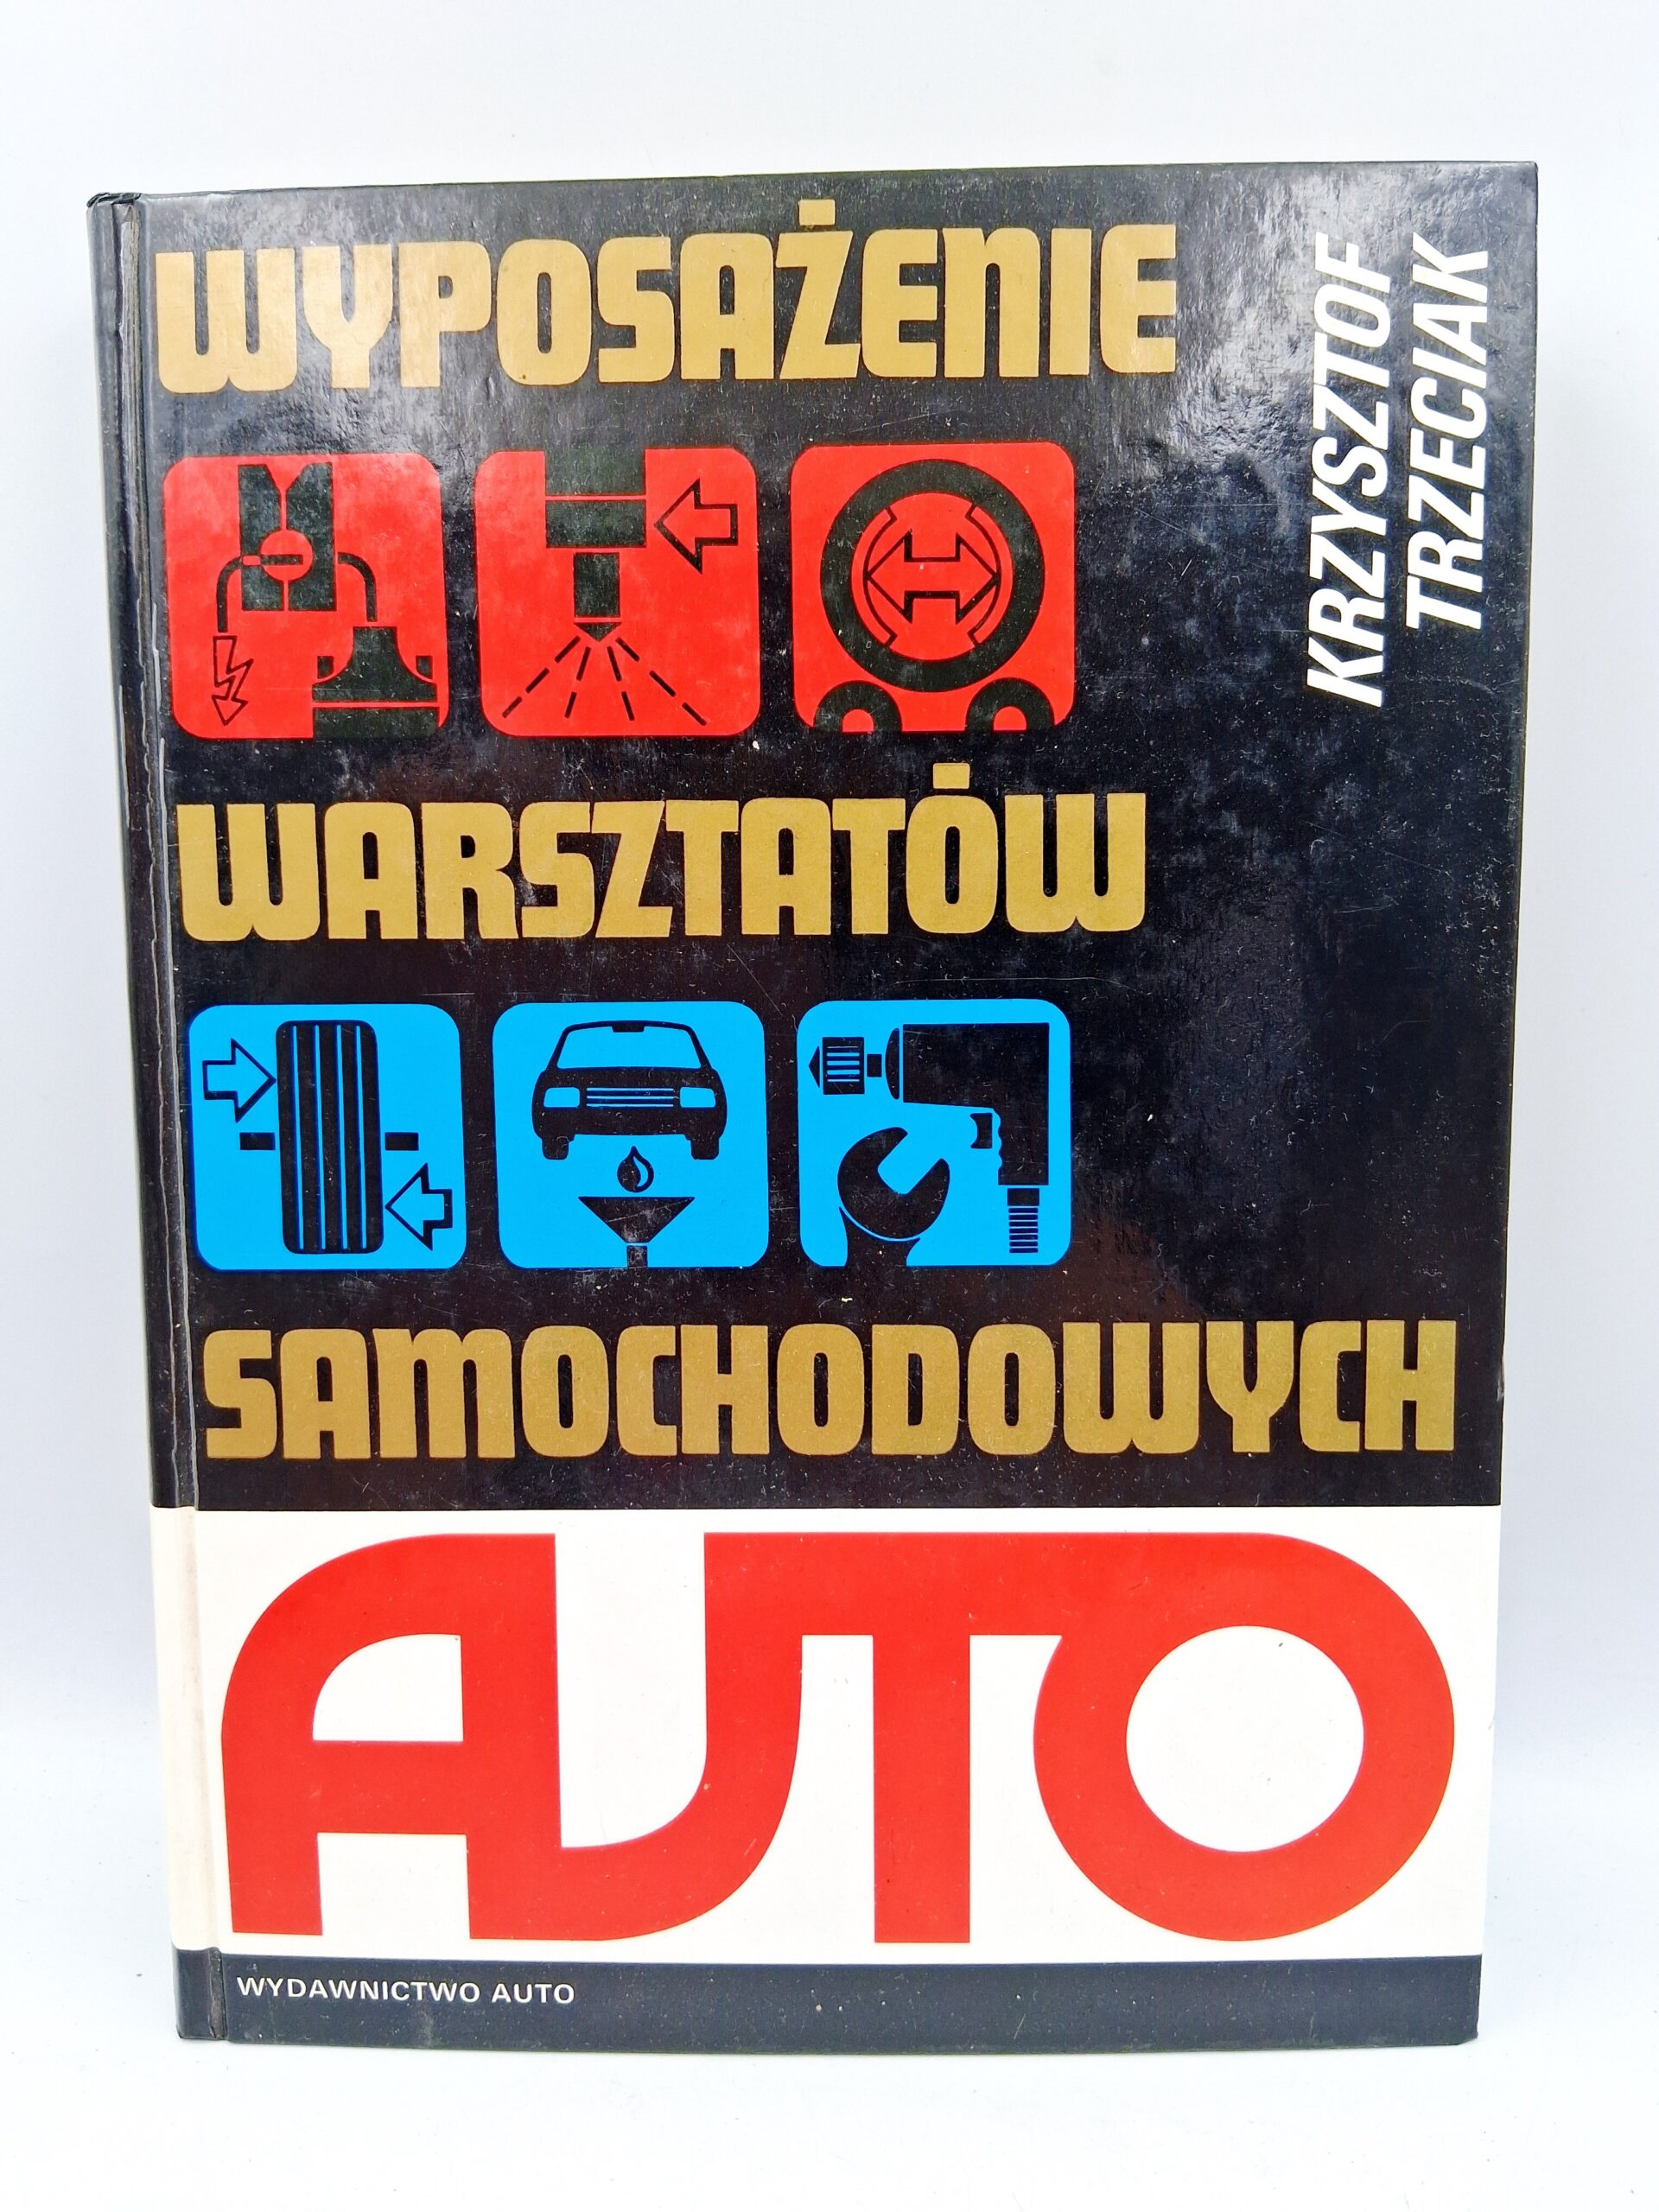 WYPOSAŻENIE
KRZYSZTOF
TRZECIAK
WARSZTATÓW
SAMOCHODOWYCH
AUTO
WYDAWNICTWO AUTO